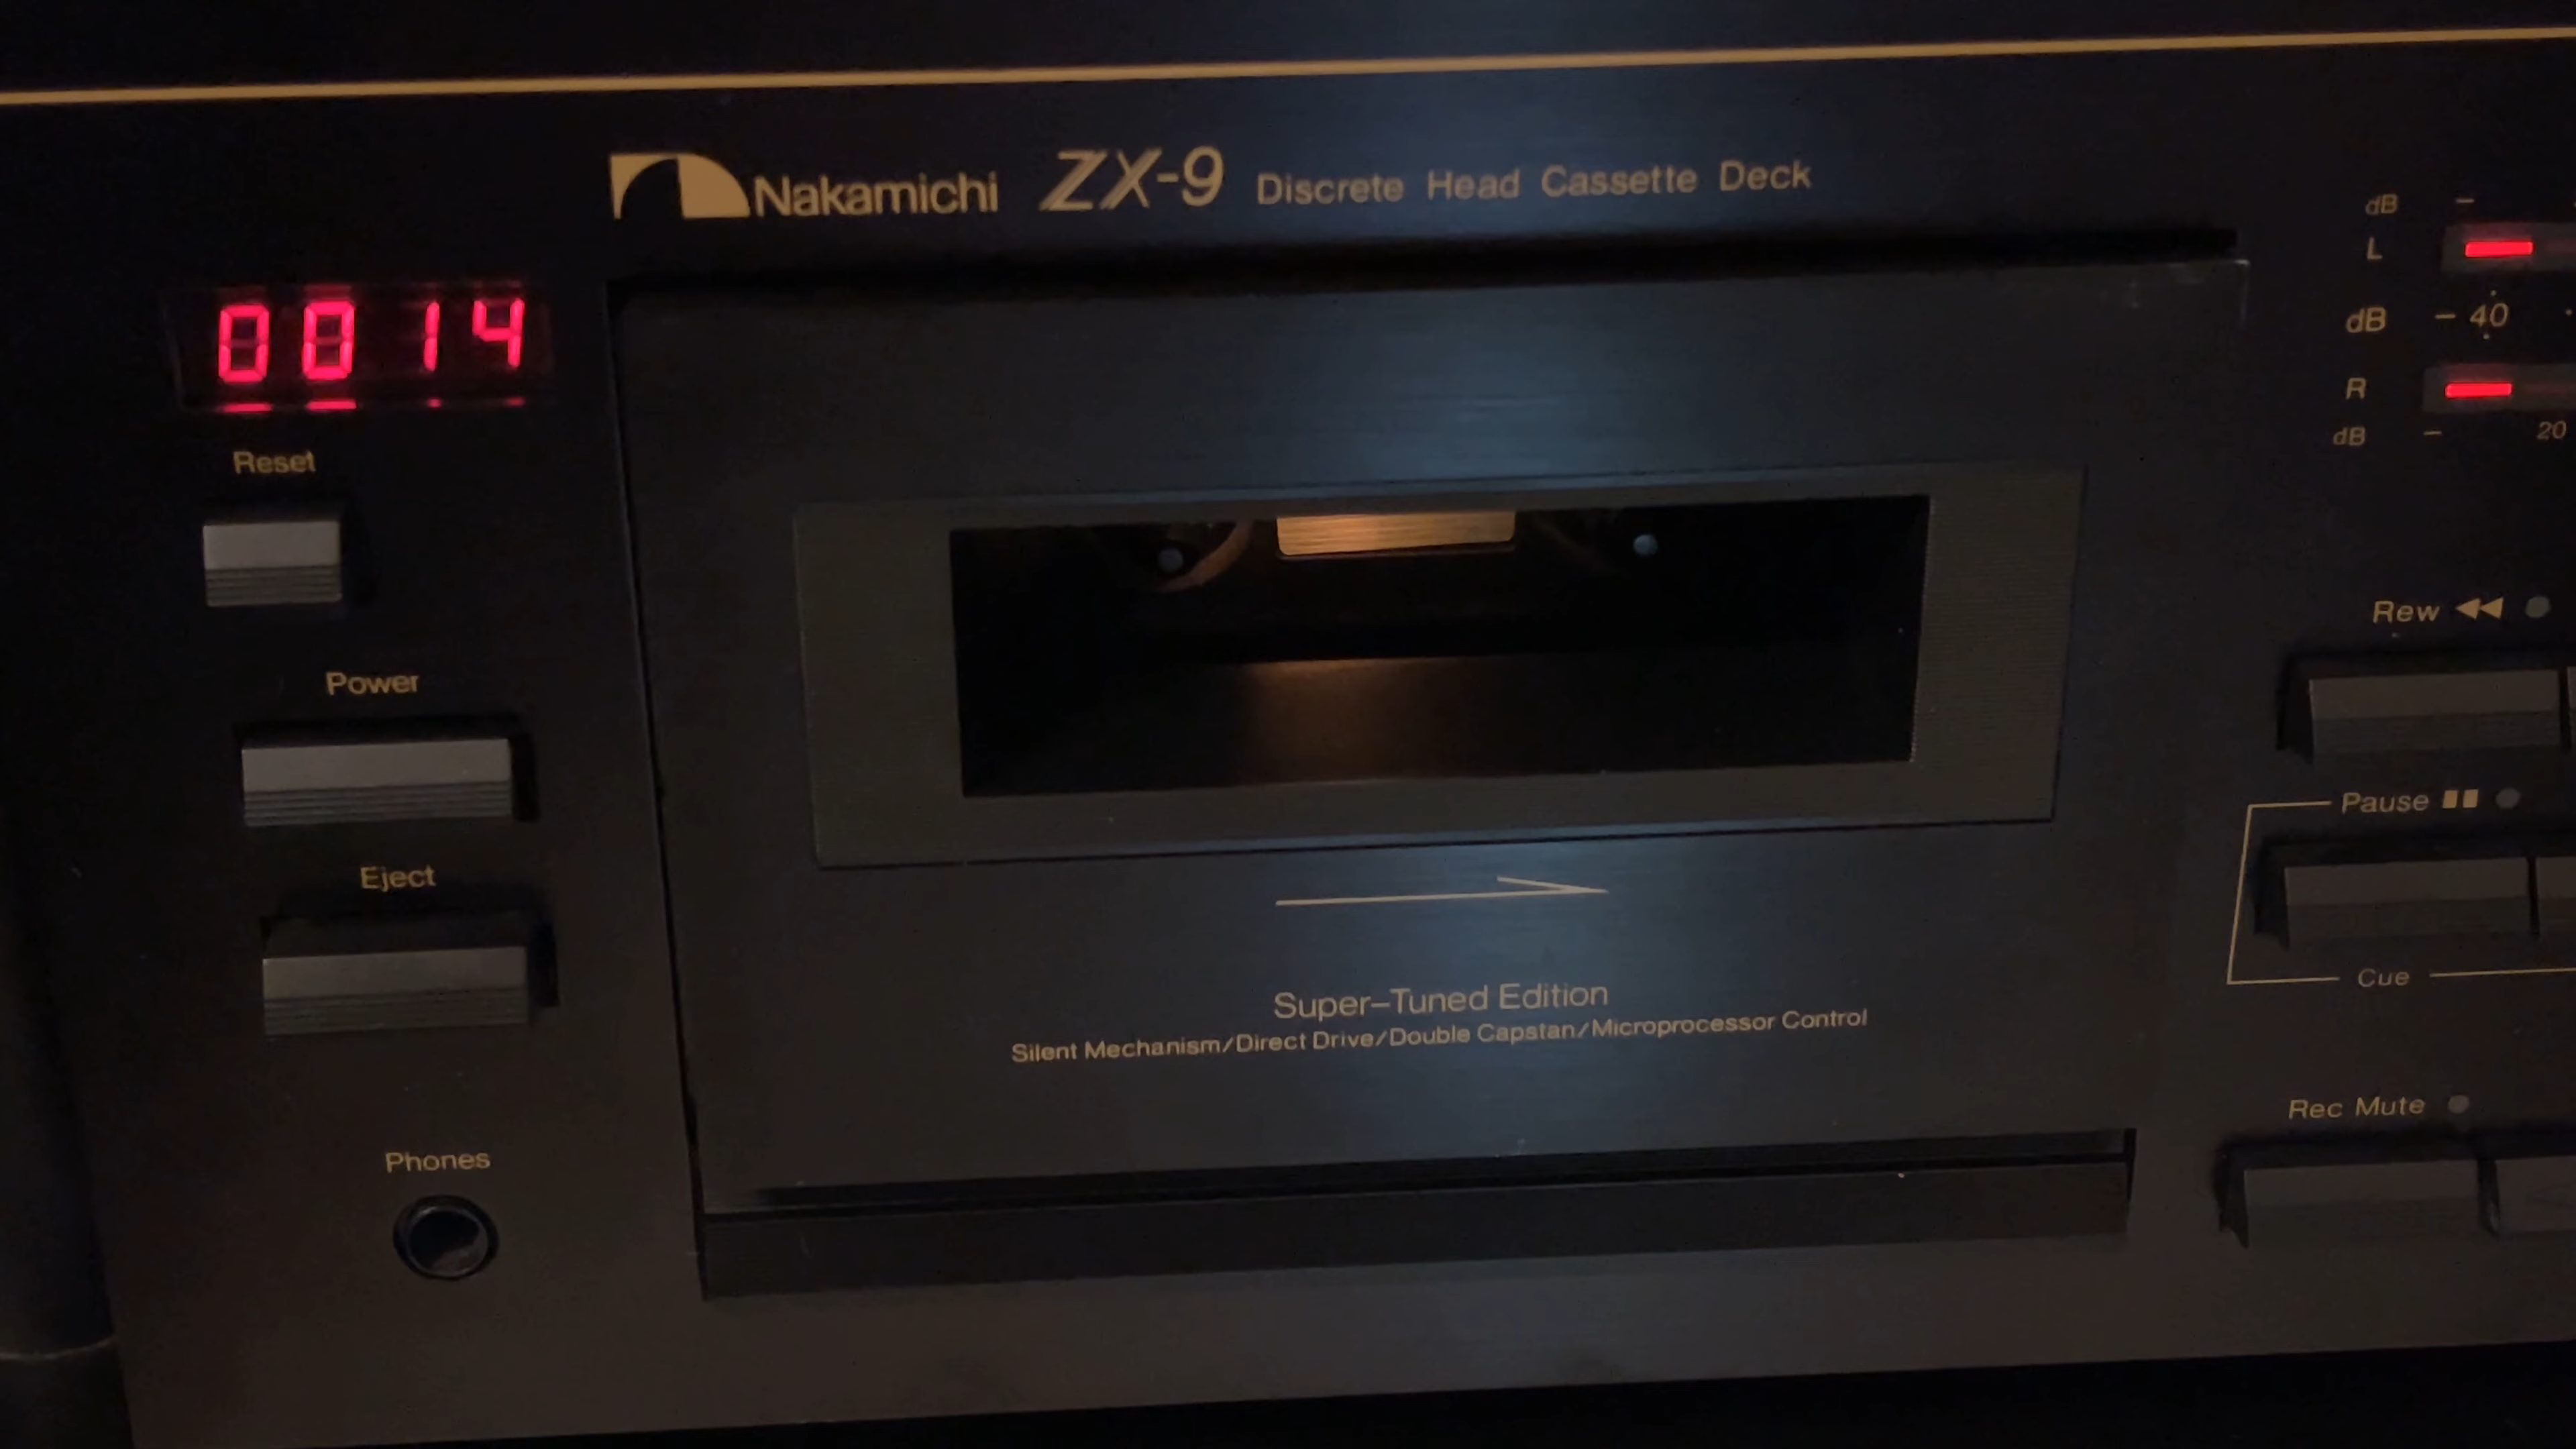 Nakamichi ZX-9 Discrete Head Cassette Deck
0014
Reset
Power
Eject
Phones
Super-Tuned Edition
Silent Mechanism/Direct Drive/Double Capstan/Microprocessor Control
dB -
L
dB - 40
R
dB - 20
Rew
Pause
Cue
Rec Mute